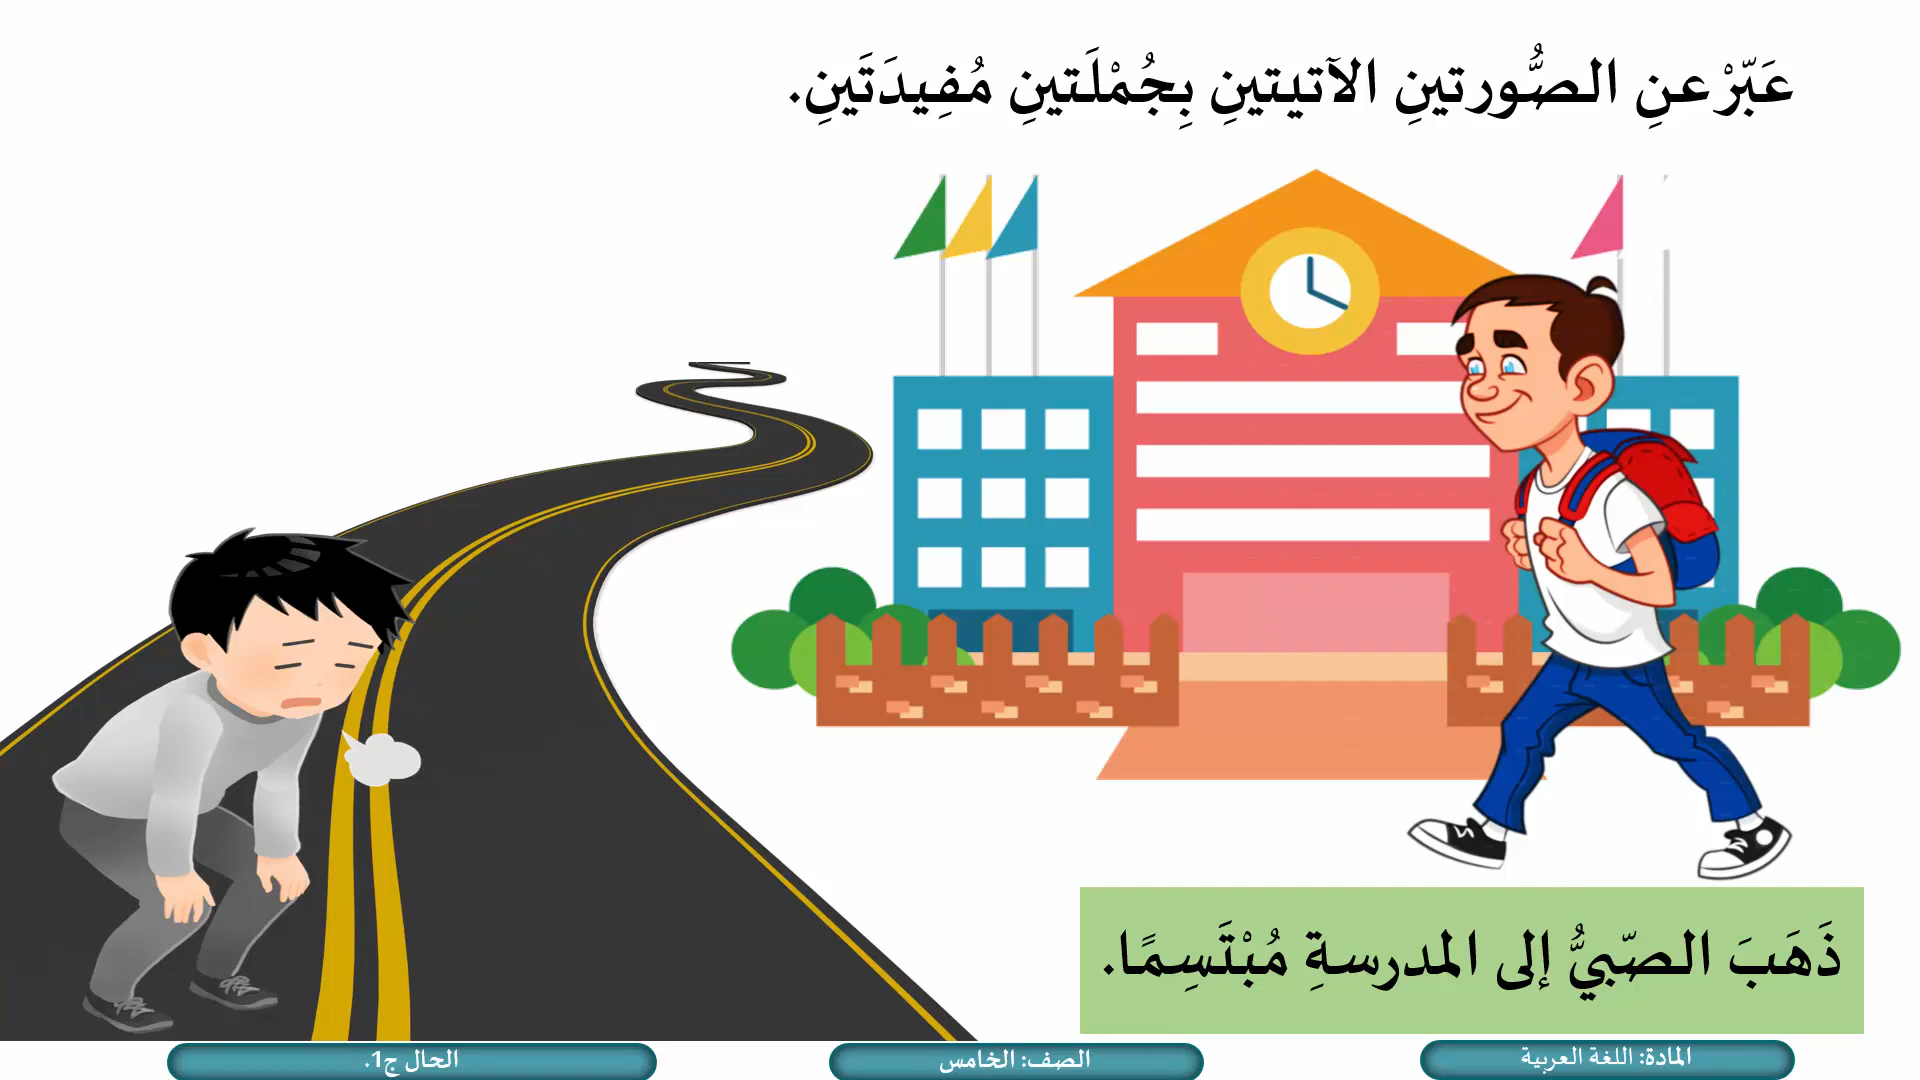 عَبّرْ عنِ الصُّورتينِ الآتيتينِ بِجُمْلَتينِ مُفِيدَتَينِ.
ذَهَبَ الصّبيُّ إلى المدرسةِ مُبْتَسِمًا.
المادة: اللغة العربية
الصف: الخامس
الحال ج1.